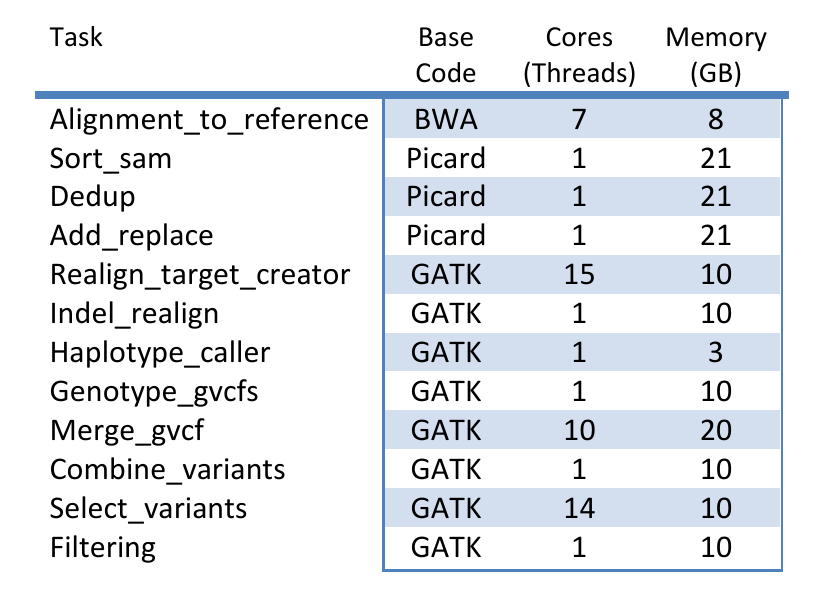 Task Base Cores Memory
Code (Threads) (GB)
Alignment_to_reference BWA 7 8
Sort_sam Picard 1 21
Dedup Picard 1 21
Add_replace Picard 1 21
Realign_target_creator GATK 15 10
Indel_realign GATK 1 10
Haplotype_caller GATK 1 3
Genotype_gvcfs GATK 1 10
Merge_gvcf GATK 10 20
Combine_variants GATK 1 10
Select_variants GATK 14 10
Filtering GATK 1 10